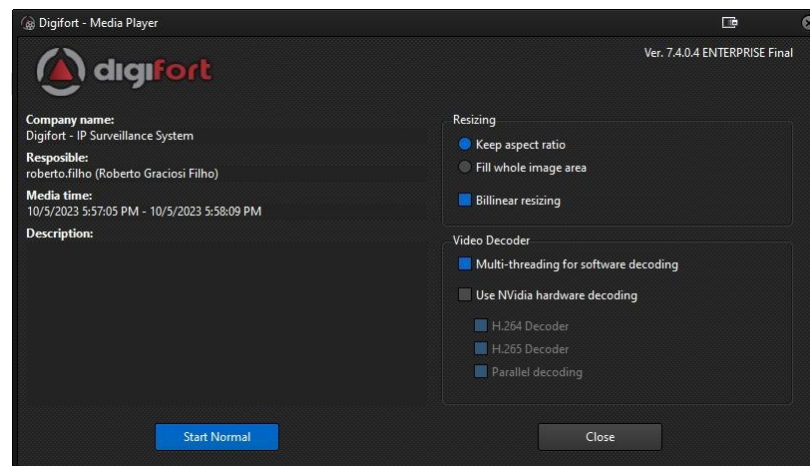 Digifort - Media Player
digifort
Ver. 7.4.0.4 ENTERPRISE Final
Company name:
Digifort - IP Surveillance System
Resposible:
roberto.filho (Roberto Graciosi Filho)
Media time:
10/5/2023 5:57:05 PM - 10/5/2023 5:58:09 PM
Description:
Resizing
Keep aspect ratio
Fill whole image area
Billinear resizing
Video Decoder
Multi-threading for software decoding
Use NVidia hardware decoding
H.264 Decoder
H.265 Decoder
Parallel decoding
Start Normal
Close